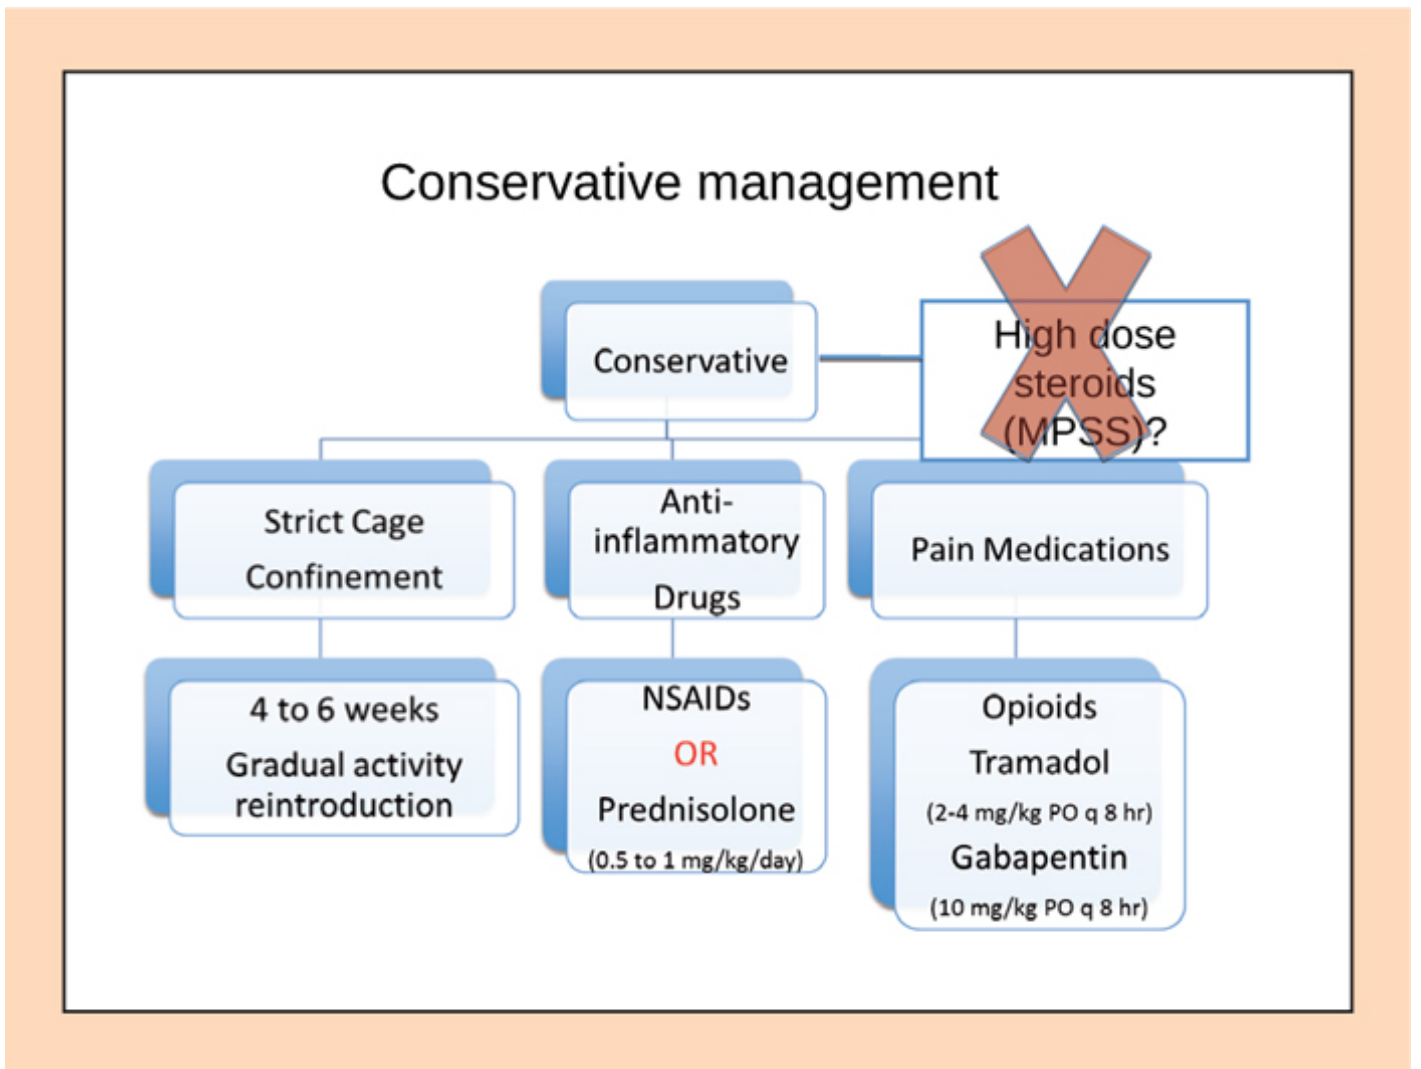 Conservative management
Conservative
High dose
steroids
(MPSS)?
Strict Cage
Confinement
Anti-
inflammatory
Drugs
Pain Medications
4 to 6 weeks
Gradual activity
reintroduction
NSAIDs
OR
Prednisolone
(0.5 to 1 mg/kg/day)
Opioids
Tramadol
(2-4 mg/kg PO q 8 hr)
Gabapentin
(10 mg/kg PO q 8 hr)